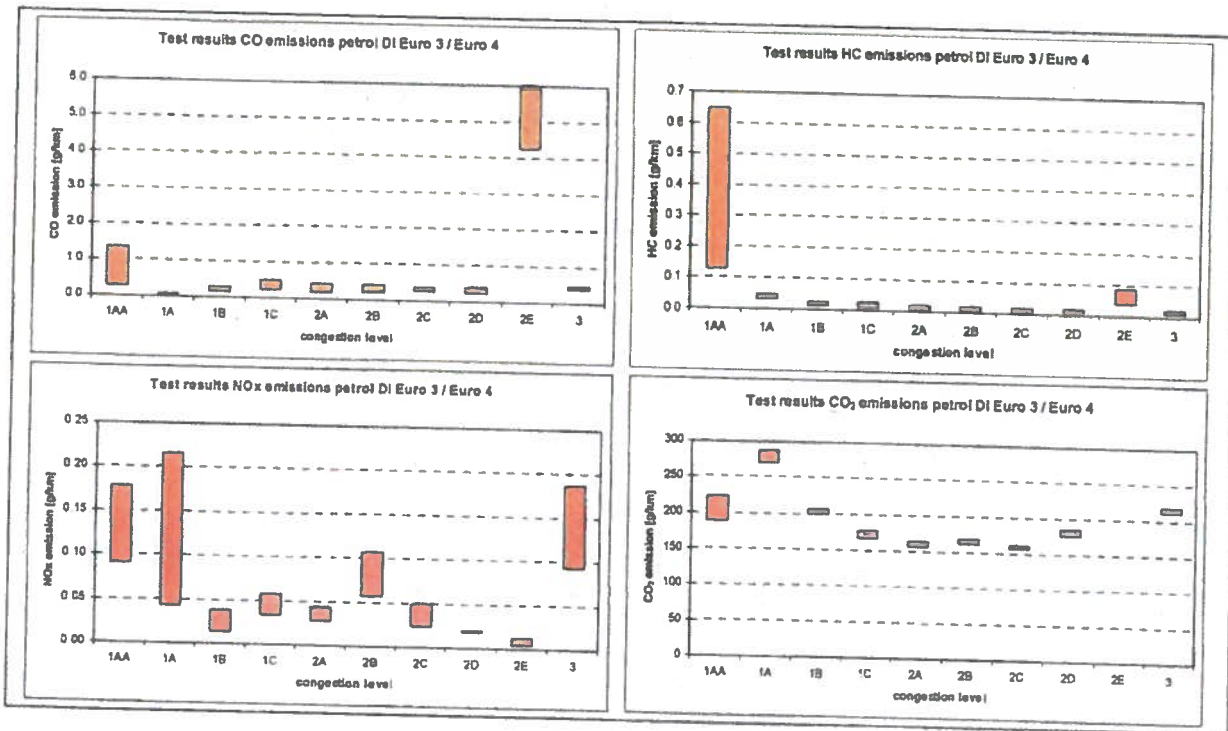 Test results CO emissions petrol DI Euro 3 / Euro 4
CO emission [g/km]
6.0
5.0
4.0
3.0
2.0
1.0
0.0
1AA 1A 1B 1C 2A 2B 2C 2D 2E 3
congestion level
Test results HC emissions petrol DI Euro 3 / Euro 4
HC emission [g/km]
0.7
0.6
0.5
0.4
0.3
0.2
0.1
0.0
1AA 1A 1B 1C 2A 2B 2C 2D 2E 3
congestion level
Test results NOx emissions petrol DI Euro 3 / Euro 4
NOx emission [g/km]
0.25
0.20
0.15
0.10
0.05
0.00
1AA 1A 1B 1C 2A 2B 2C 2D 2E 3
congestion level
Test results CO₂ emissions petrol DI Euro 3 / Euro 4
CO₂ emission [g/km]
300
250
200
150
100
50
0
1AA 1A 1B 1C 2A 2B 2C 2D 2E 3
congestion level